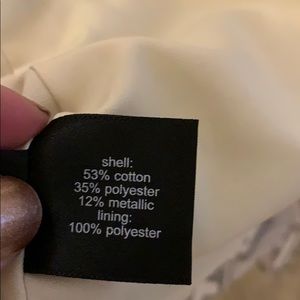 shell:
53% cotton
35% polyester
12% metallic
lining:
100% polyester